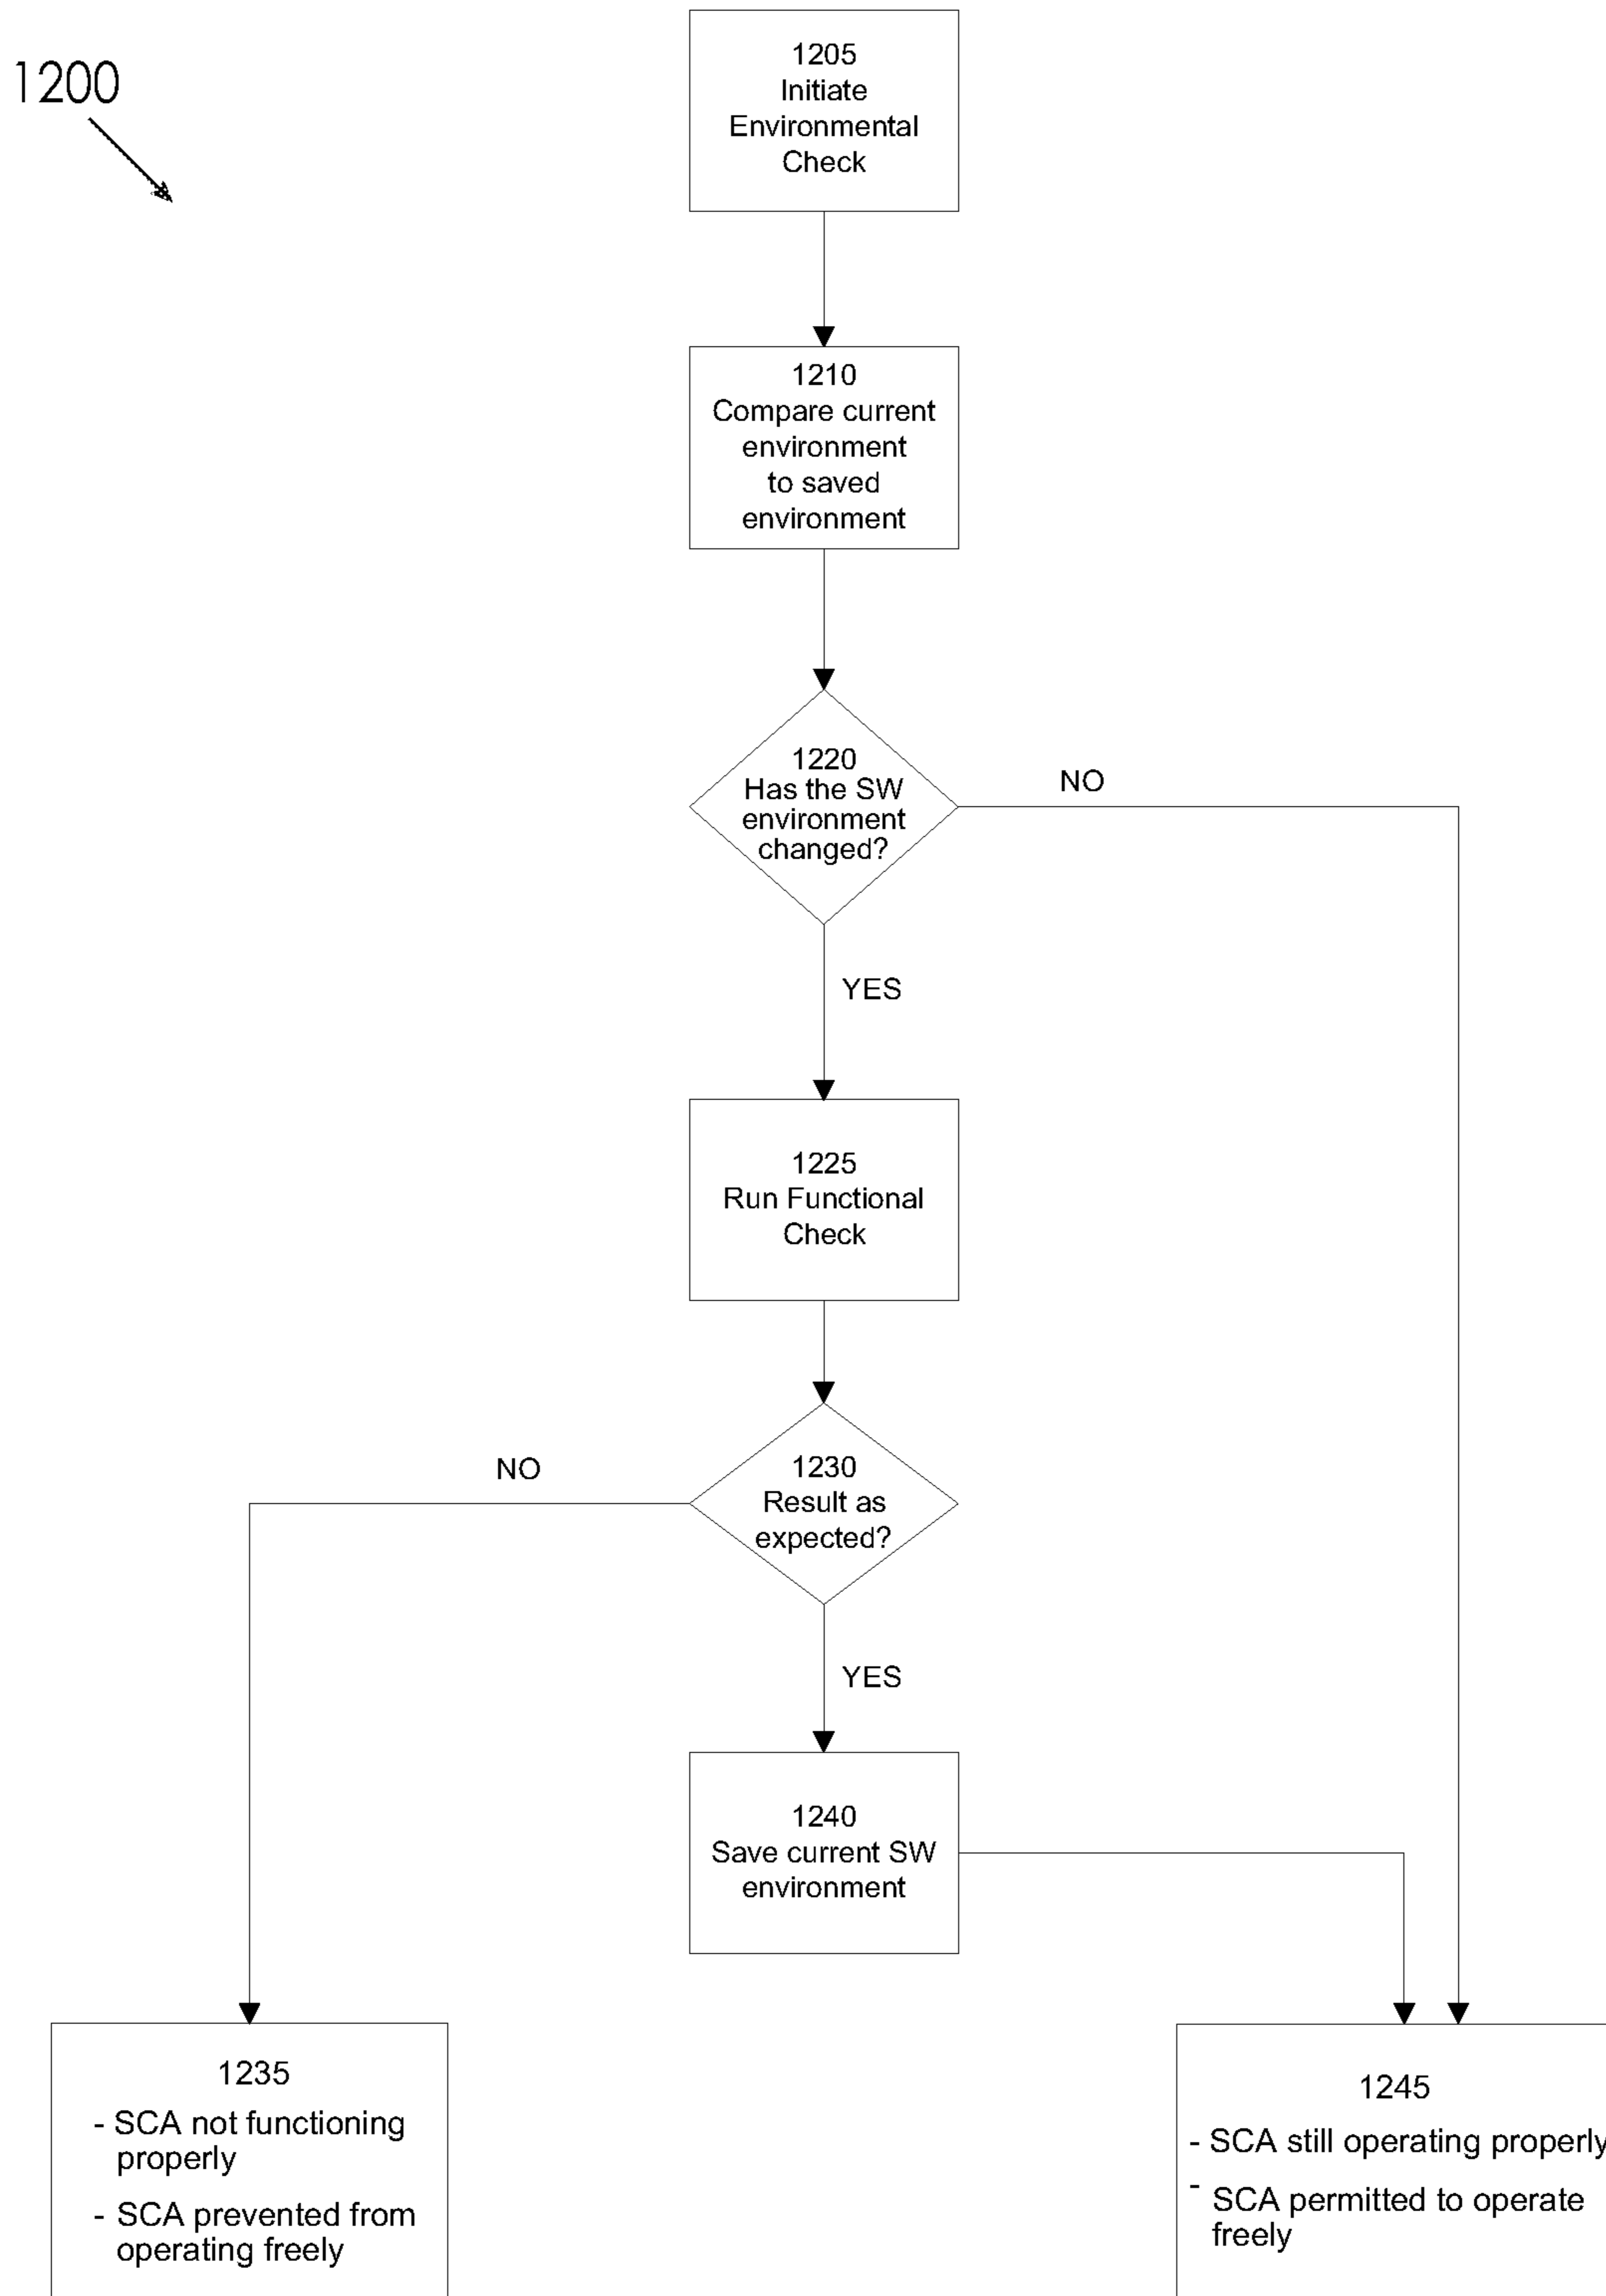 1200
1205
Initiate
Environmental
Check
1210
Compare current
environment
to saved
environment
1220
Has the SW
environment
changed?
NO
YES
1225
Run Functional
Check
1230
Result as
expected?
NO
YES
1240
Save current SW
environment
1235
- SCA not functioning
properly
- SCA prevented from
operating freely
1245
- SCA still operating properly
- SCA permitted to operate
freely